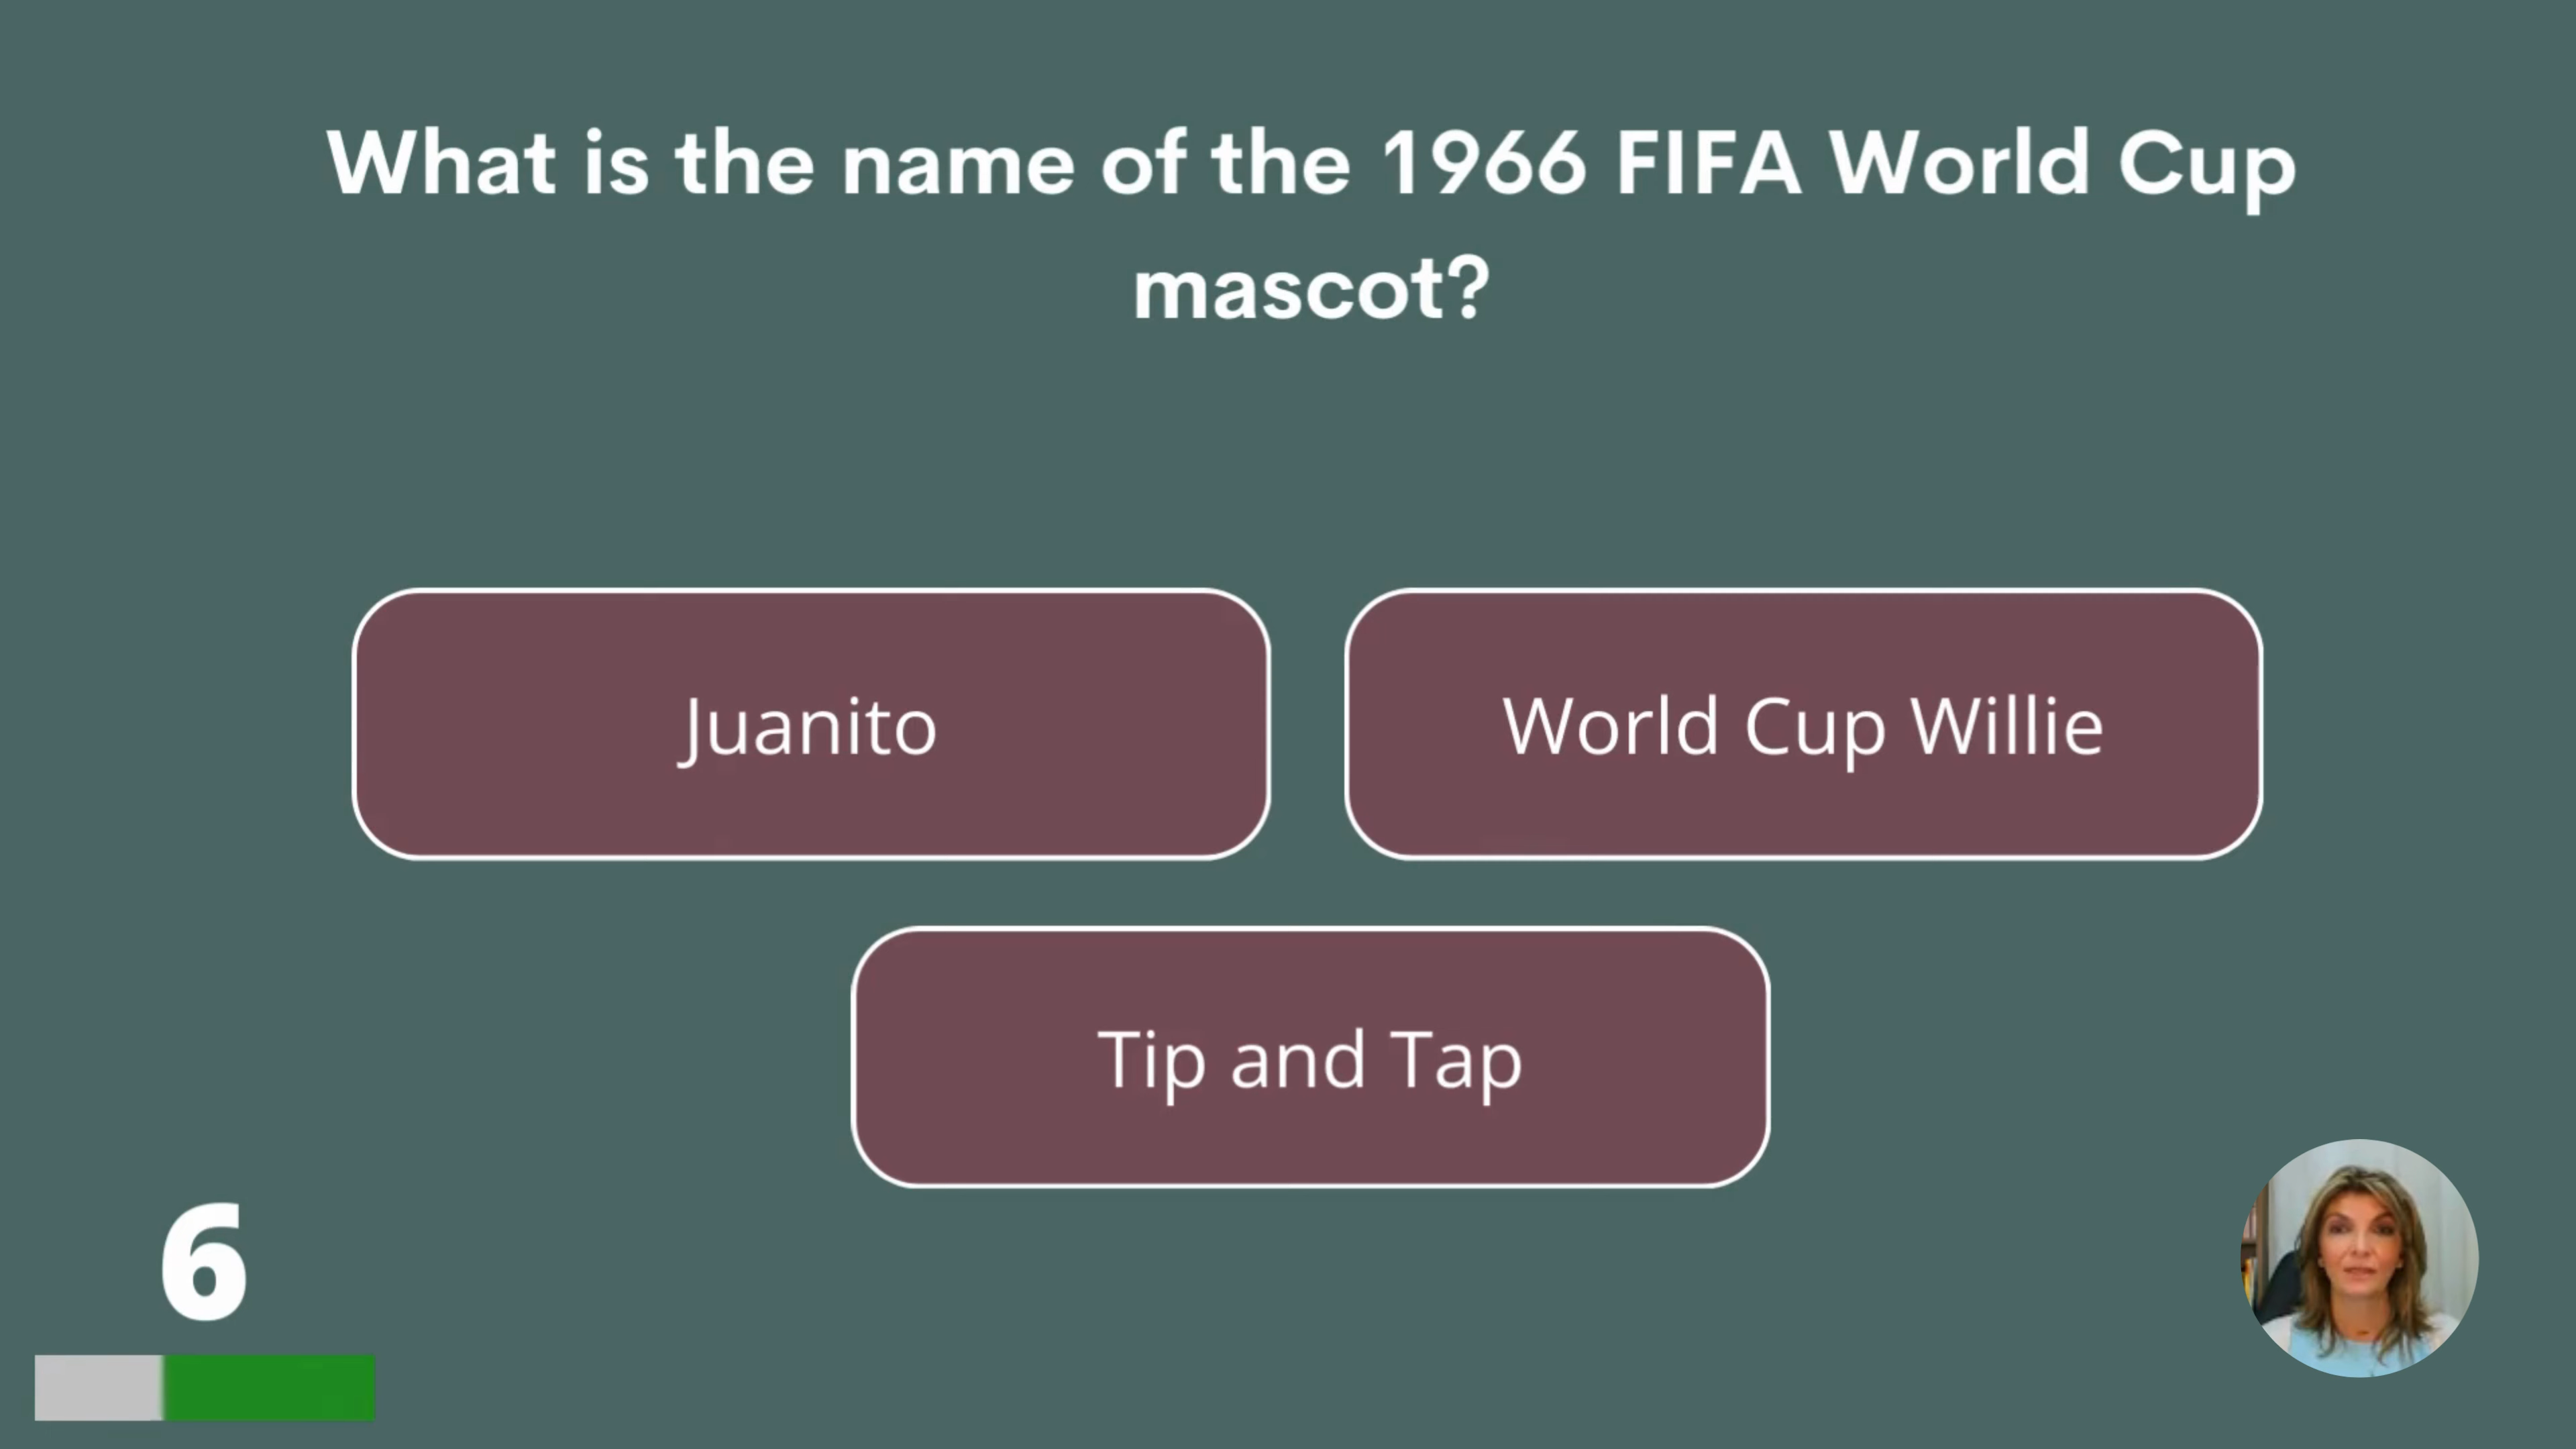 What is the name of the 1966 FIFA World Cup
mascot?
Juanito
World Cup Willie
Tip and Tap
6